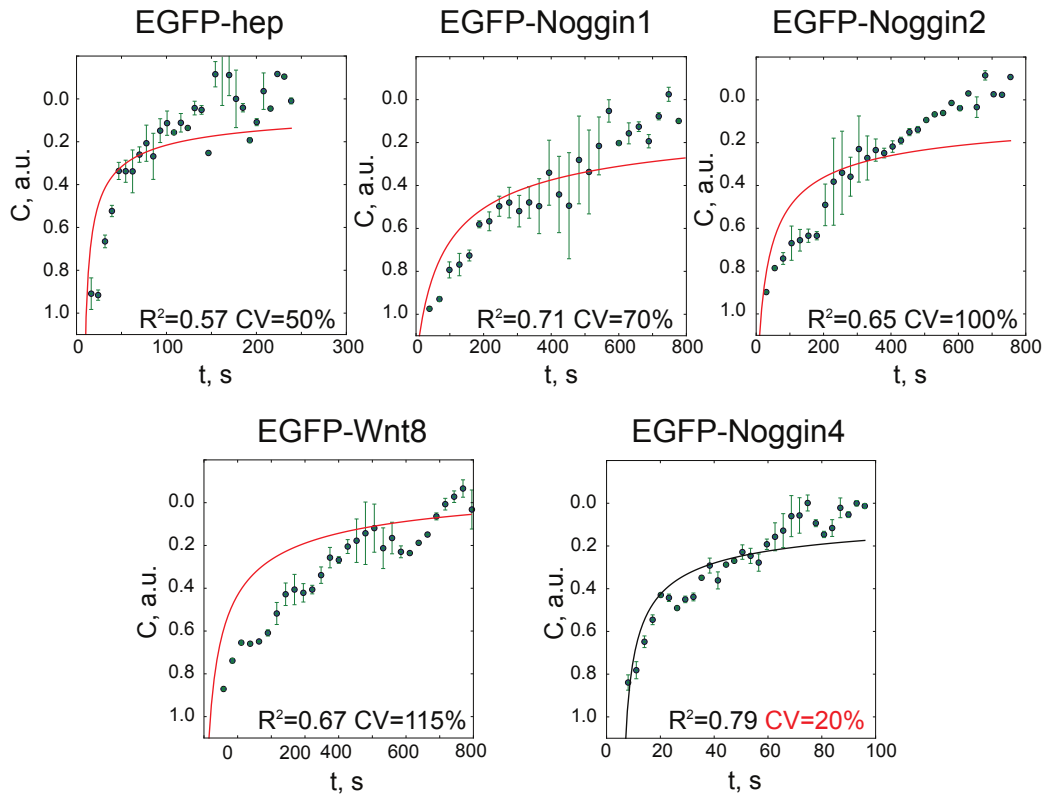 EGFP-hep EGFP-Noggin1 EGFP-Noggin2
C, a.u.
0.0
0.2
0.4
0.6
0.8
1.0
R²=0.57 CV=50%
0 100 200 300
t, s
C, a.u.
0.0
0.2
0.4
0.6
0.8
1.0
R²=0.71 CV=70%
0 200 400 600 800
t, s
C, a.u.
0.0
0.2
0.4
0.6
0.8
1.0
R²=0.65 CV=100%
0 200 400 600 800
t, s
EGFP-Wnt8 EGFP-Noggin4
C, a.u.
0.0
0.2
0.4
0.6
0.8
1.0
R²=0.67 CV=115%
0 200 400 600 800
t, s
C, a.u.
0.0
0.2
0.4
0.6
0.8
1.0
R²=0.79 CV=20%
0 20 40 60 80 100
t, s